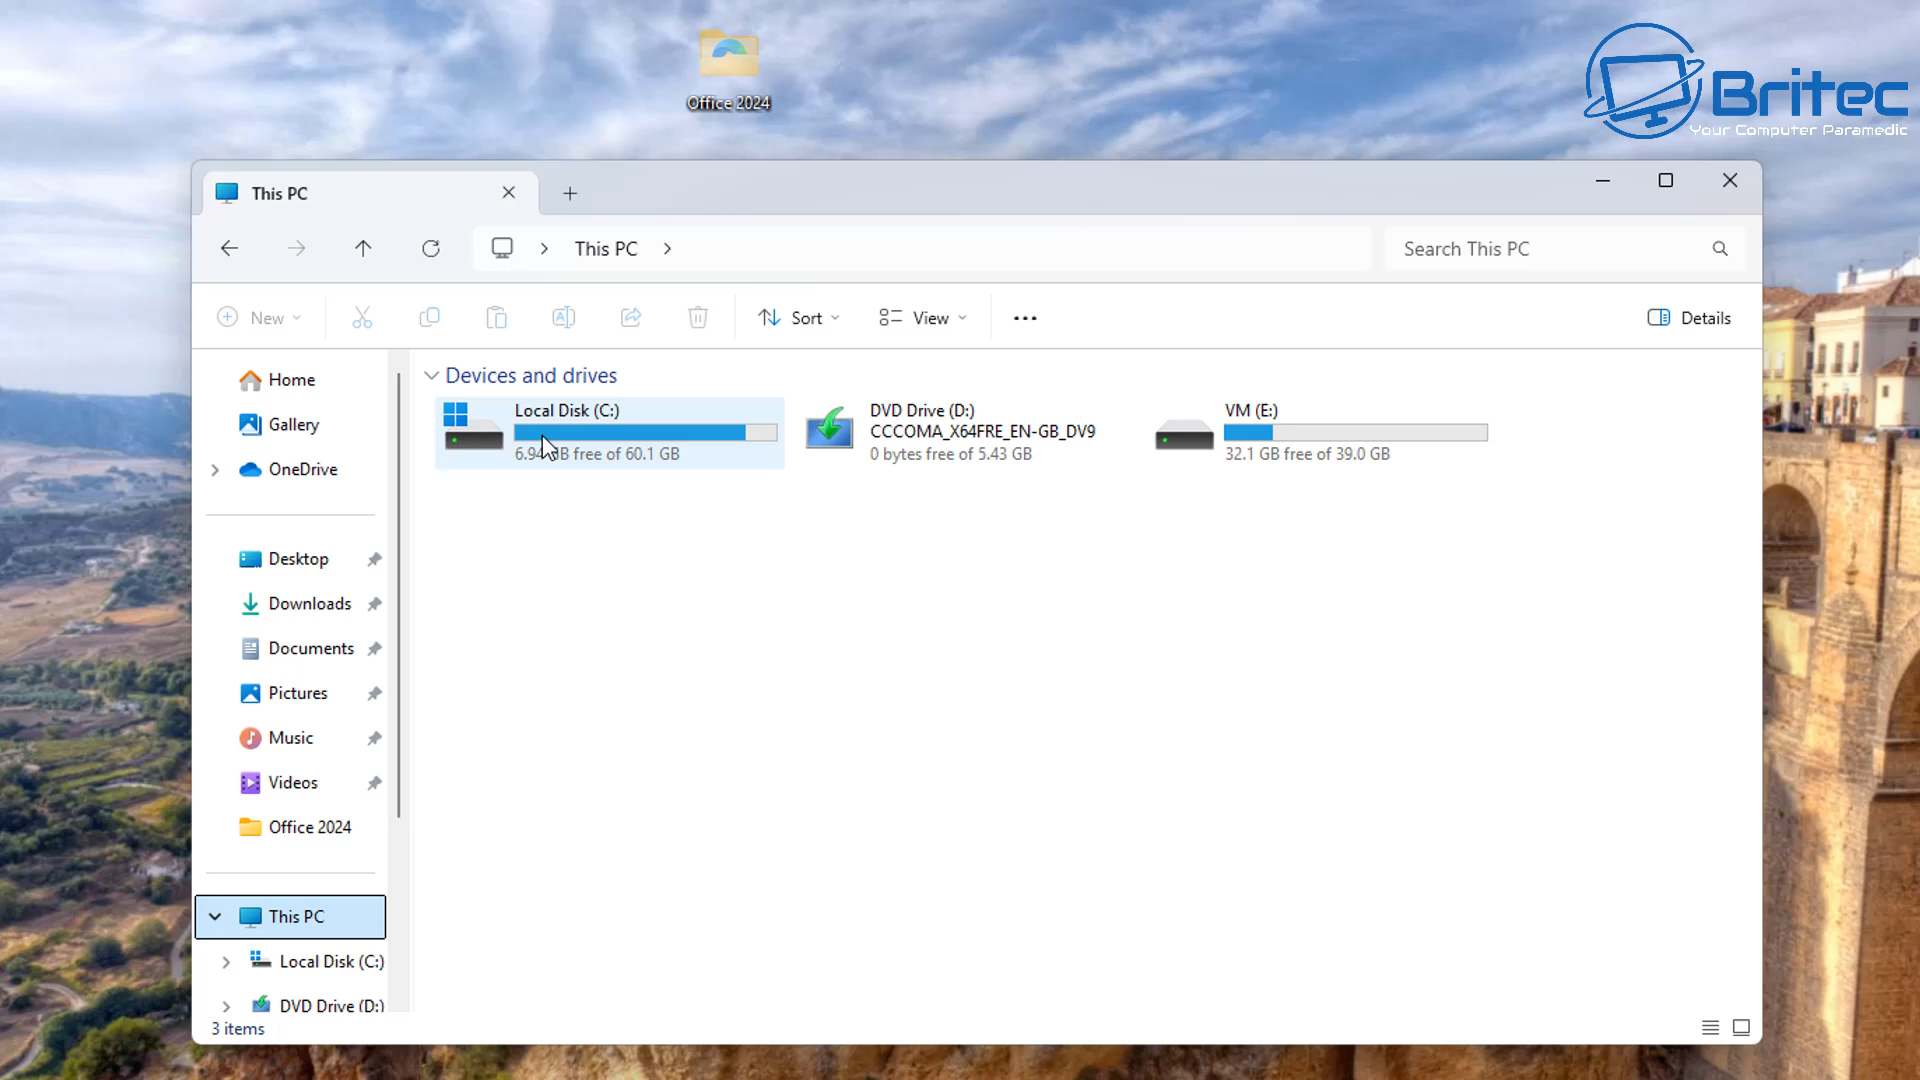 Office 2024
Britec
Your Computer Paramedic
This PC
This PC
Search This PC
New
Sort
View
Details
Home
Gallery
OneDrive
Desktop
Downloads
Documents
Pictures
Music
Videos
Office 2024
This PC
Local Disk (C:)
DVD Drive (D:)
Devices and drives
Local Disk (C:)
free of 60.1 GB
DVD Drive (D:)
CCCOMA_X64FRE_EN-GB_DV9
0 bytes free of 5.43 GB
VM (E:)
32.1 GB free of 39.0 GB
3 items